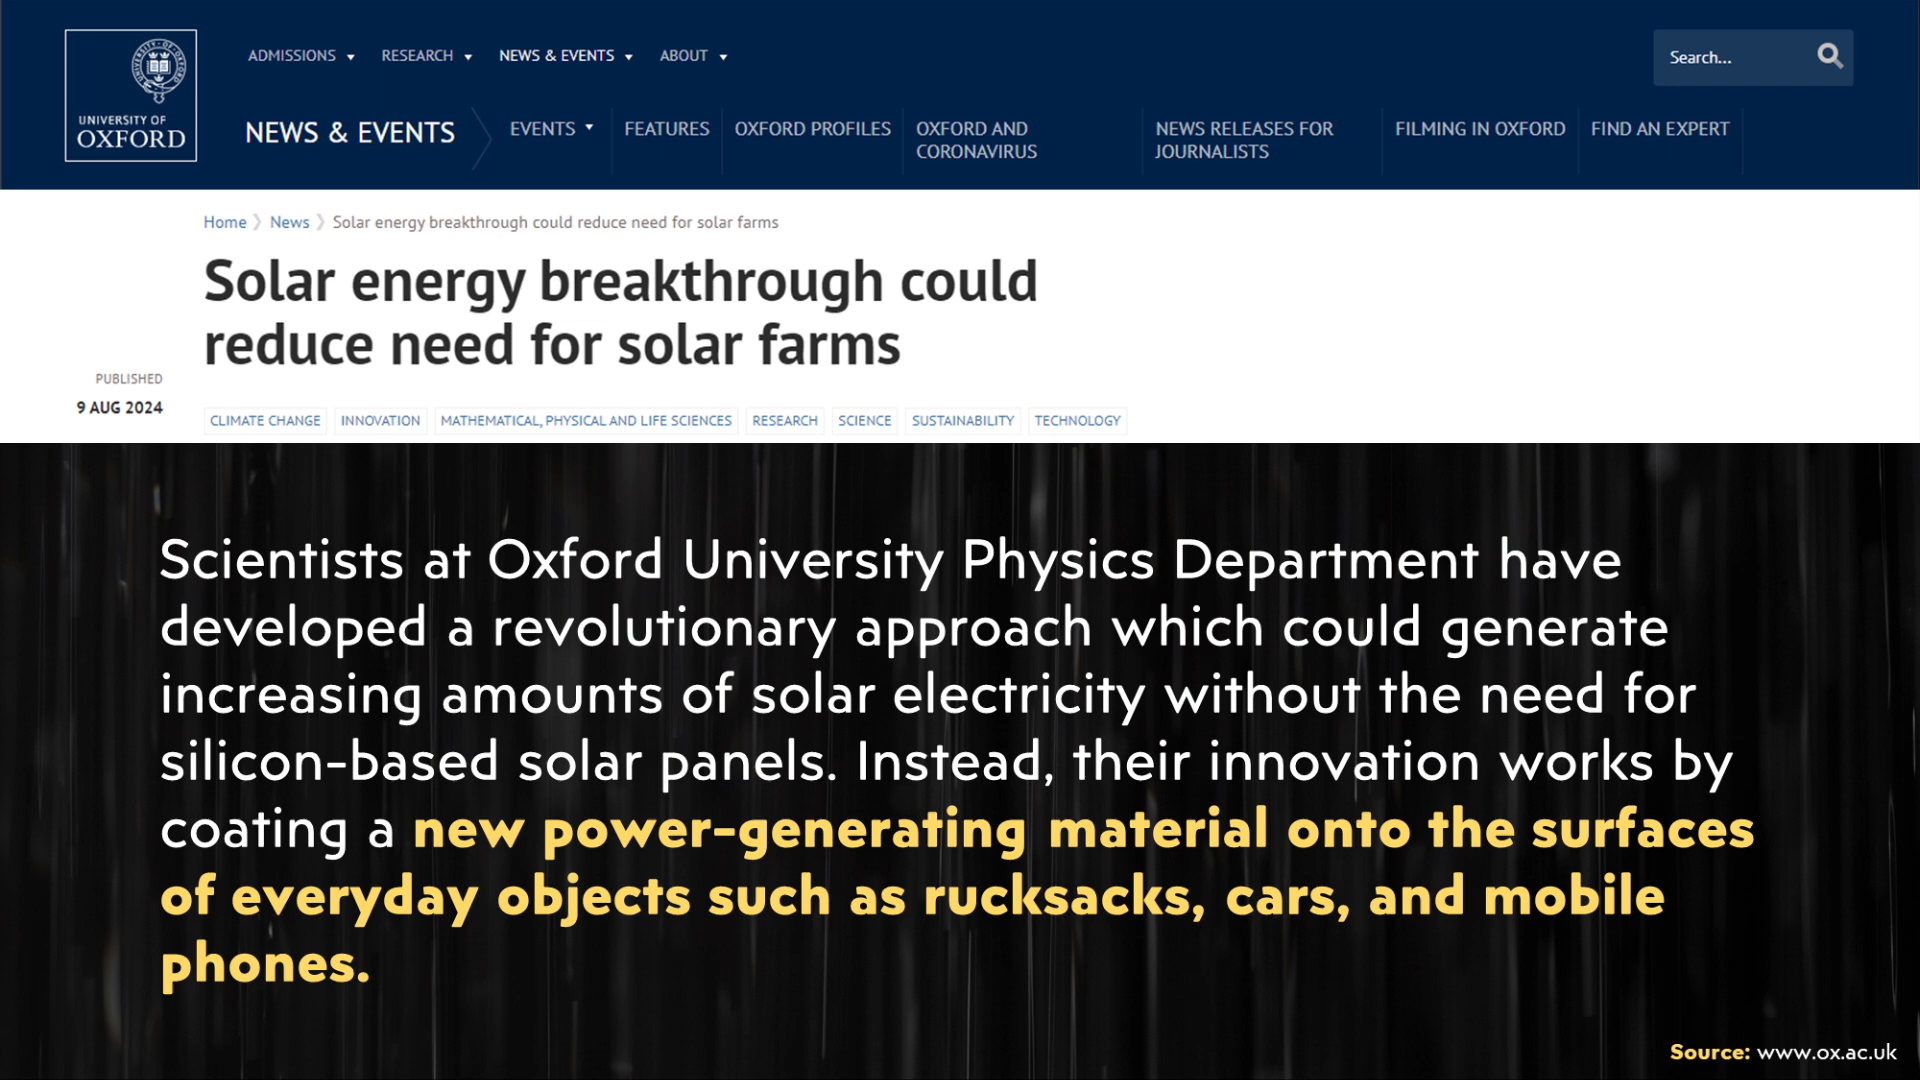 ADMISSIONS RESEARCH NEWS & EVENTS ABOUT
Search...
UNIVERSITY OF
OXFORD
NEWS & EVENTS
EVENTS FEATURES OXFORD PROFILES OXFORD AND
CORONAVIRUS
NEWS RELEASES FOR
JOURNALISTS
FILMING IN OXFORD FIND AN EXPERT
Home 〉 News 〉 Solar energy breakthrough could reduce need for solar farms
Solar energy breakthrough could
reduce need for solar farms
PUBLISHED
9 AUG 2024
CLIMATE CHANGE INNOVATION MATHEMATICAL, PHYSICAL AND LIFE SCIENCES RESEARCH SCIENCE SUSTAINABILITY TECHNOLOGY
Scientists at Oxford University Physics Department have
developed a revolutionary approach which could generate
increasing amounts of solar electricity without the need for
silicon-based solar panels. Instead, their innovation works by
coating a new power-generating material onto the surfaces
of everyday objects such as rucksacks, cars, and mobile
phones.
Source: www.ox.ac.uk